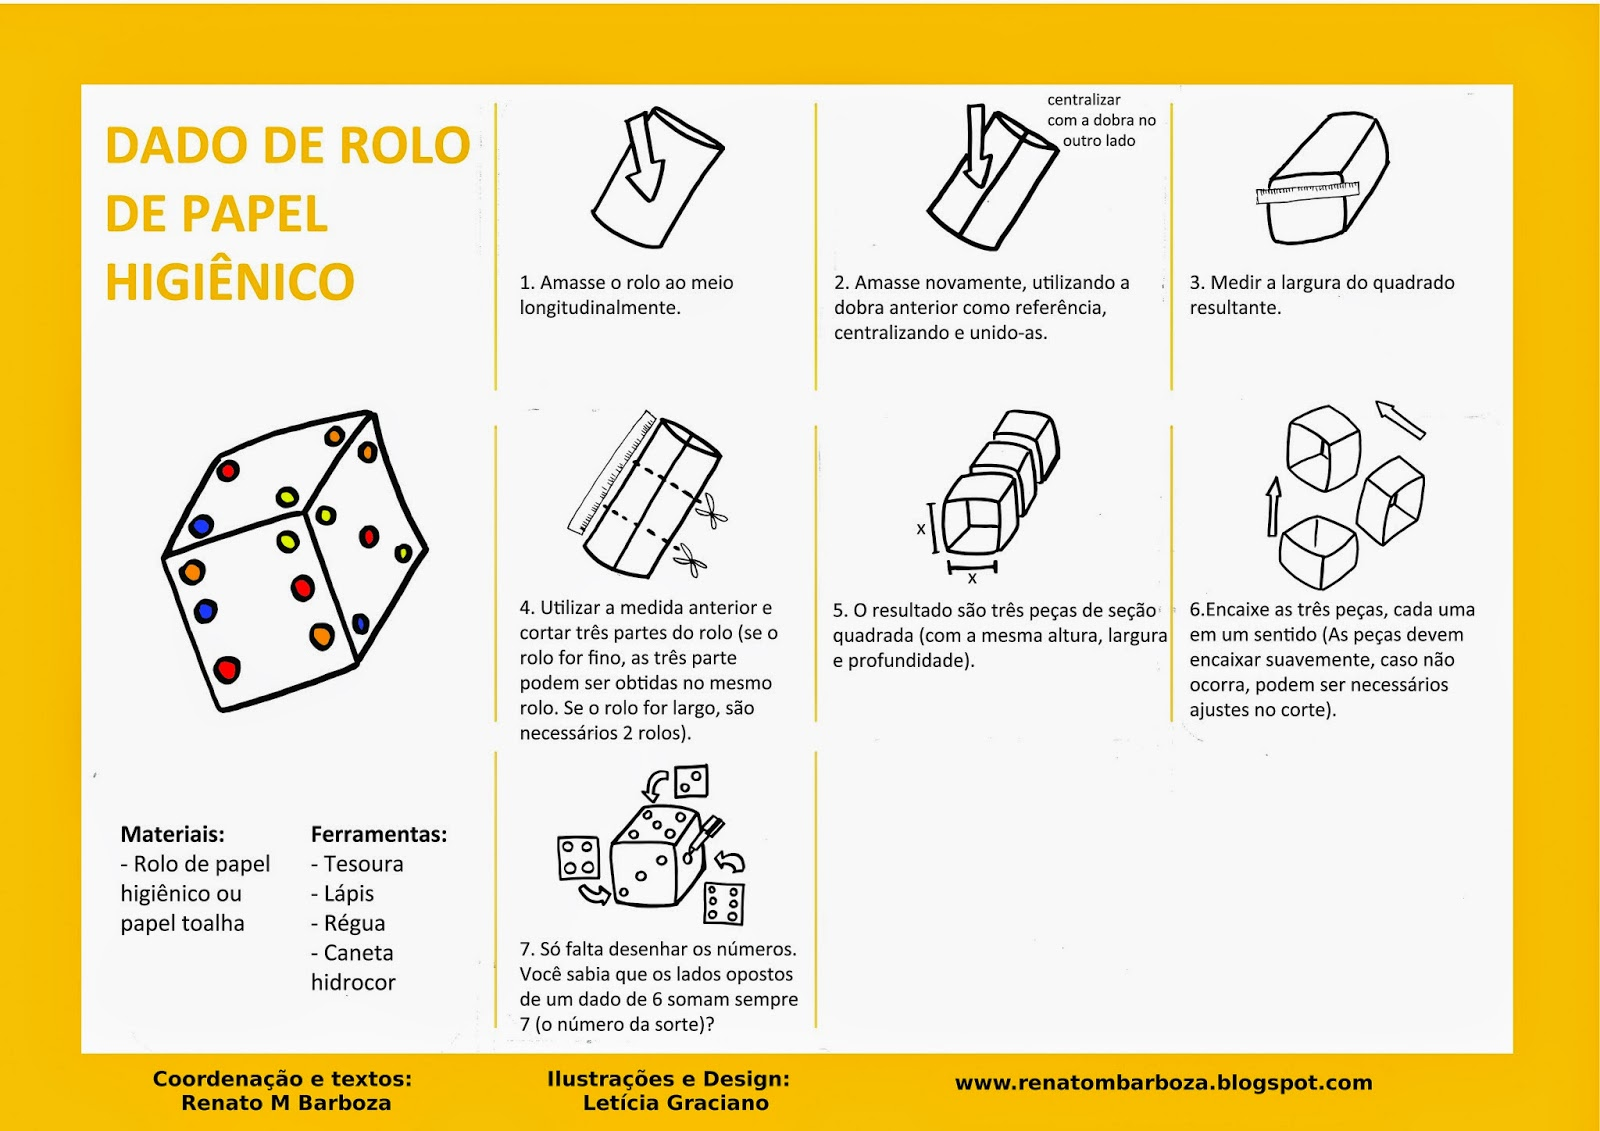 DADO DE ROLO
DE PAPEL
HIGIÊNICO
centralizar
com a dobra no
outro lado
1. Amasse o rolo ao meio
longitudinalmente.
2. Amasse novamente, utilizando a
dobra anterior como referência,
centralizando e unido-as.
3. Medir a largura do quadrado
resultante.
4. Utilizar a medida anterior e
cortar três partes do rolo (se o
rolo for fino, as três parte
podem ser obtidas no mesmo
rolo. Se o rolo for largo, são
necessários 2 rolos).
x
x
5. O resultado são três peças de seção
quadrada (com a mesma altura, largura
e profundidade).
6.Encaixe as três peças, cada uma
em um sentido (As peças devem
encaixar suavemente, caso não
ocorra, podem ser necessários
ajustes no corte).
Materiais:
- Rolo de papel
higiênico ou
papel toalha
Ferramentas:
- Tesoura
- Lápis
- Régua
- Caneta
hidrocor
7. Só falta desenhar os números.
Você sabia que os lados opostos
de um dado de 6 somam sempre
7 (o número da sorte)?
Coordenação e textos:
Renato M Barboza
Ilustrações e Design:
Letícia Graciano
www.renatombarboza.blogspot.com